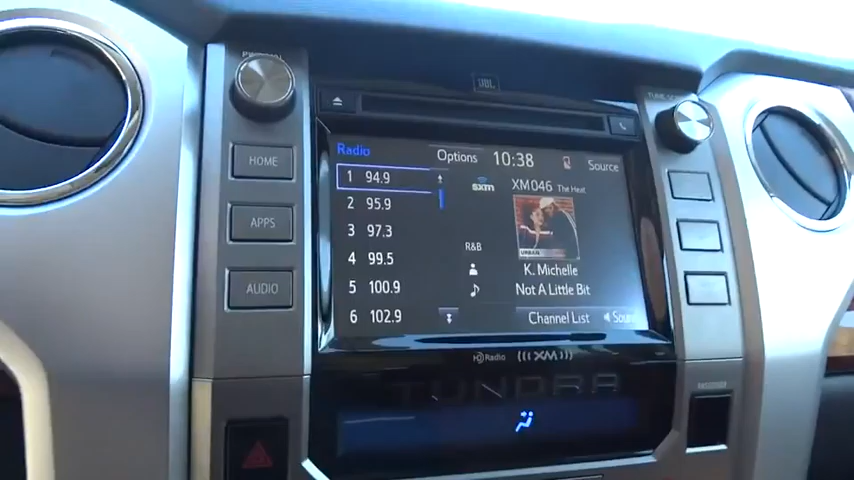 JBL
HOME
APPS
AUDIO
Radio
Options
10:38
Source
1 94.9
2 95.9
3 97.3
4 99.5
5 100.9
6 102.9
sxm
XM046 The Heat
R&B
URBAN
K. Michelle
Not A Little Bit
Channel List
HD Radio
((XM))
TUNDRA
PASSENGER